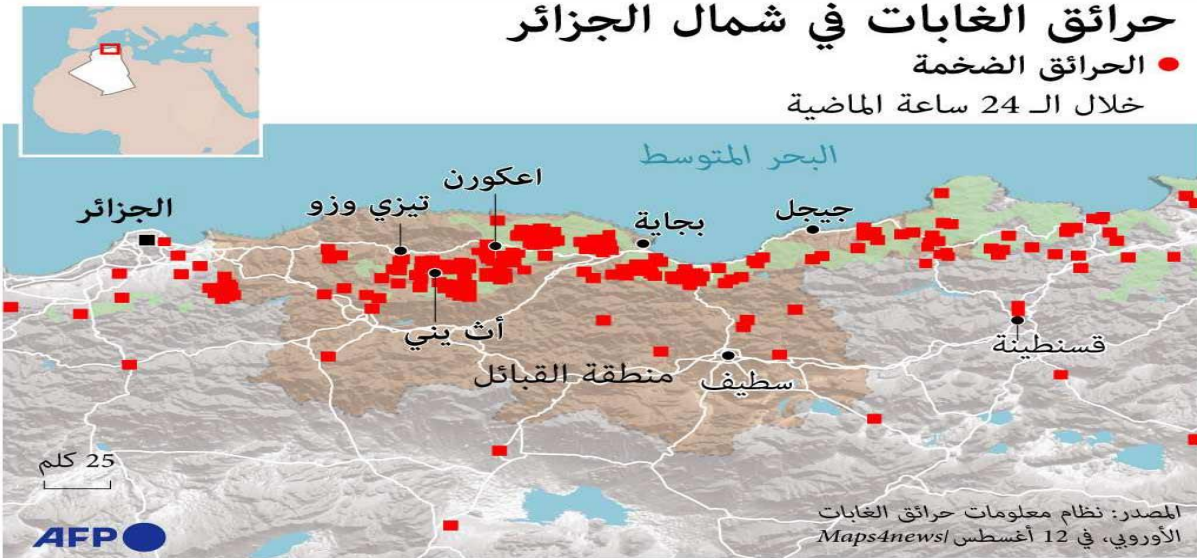 حرائق الغابات في شمال الجزائر
الحرائق الضخمة
خلال الـ 24 ساعة الماضية
البحر المتوسط
اعكورن
تيزي وزو
الجزائر
جيجل
بجاية
أث يني
قسنطينة
منطقة القبائل
سطيف
25 كلم
المصدر: نظام معلومات حرائق الغابات
الأوروبي، في 12 أغسطس/Maps4news
AFP